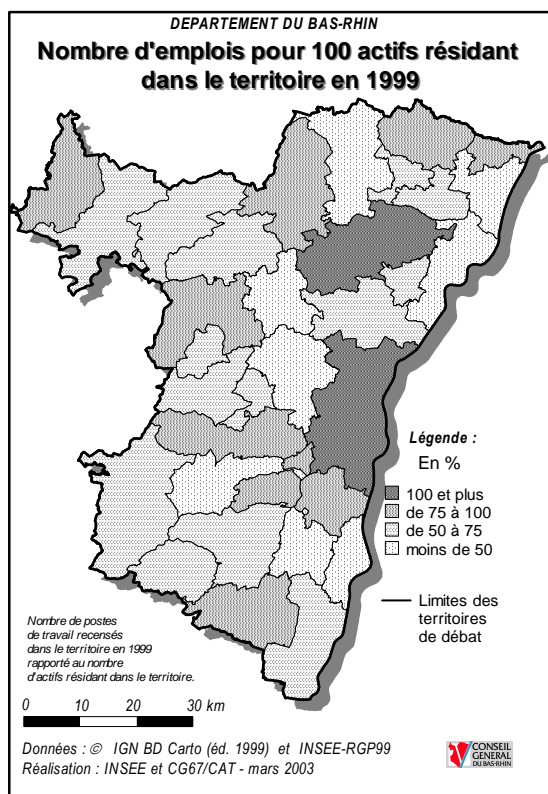 DEPARTEMENT DU BAS-RHIN
Nombre d'emplois pour 100 actifs résidant
dans le territoire en 1999
Légende :
En %
100 et plus
de 75 à 100
de 50 à 75
moins de 50
Limites des
territoires
de débat
Nombre de postes
de travail recensés
dans le territoire en 1999
rapporté au nombre
d'actifs résidant dans le territoire.
0 10 20 30 km
Données : © IGN BD Carto (éd. 1999) et INSEE-RGP99
Réalisation : INSEE et CG67/CAT - mars 2003
CONSEIL
GENERAL
DU BAS-RHIN